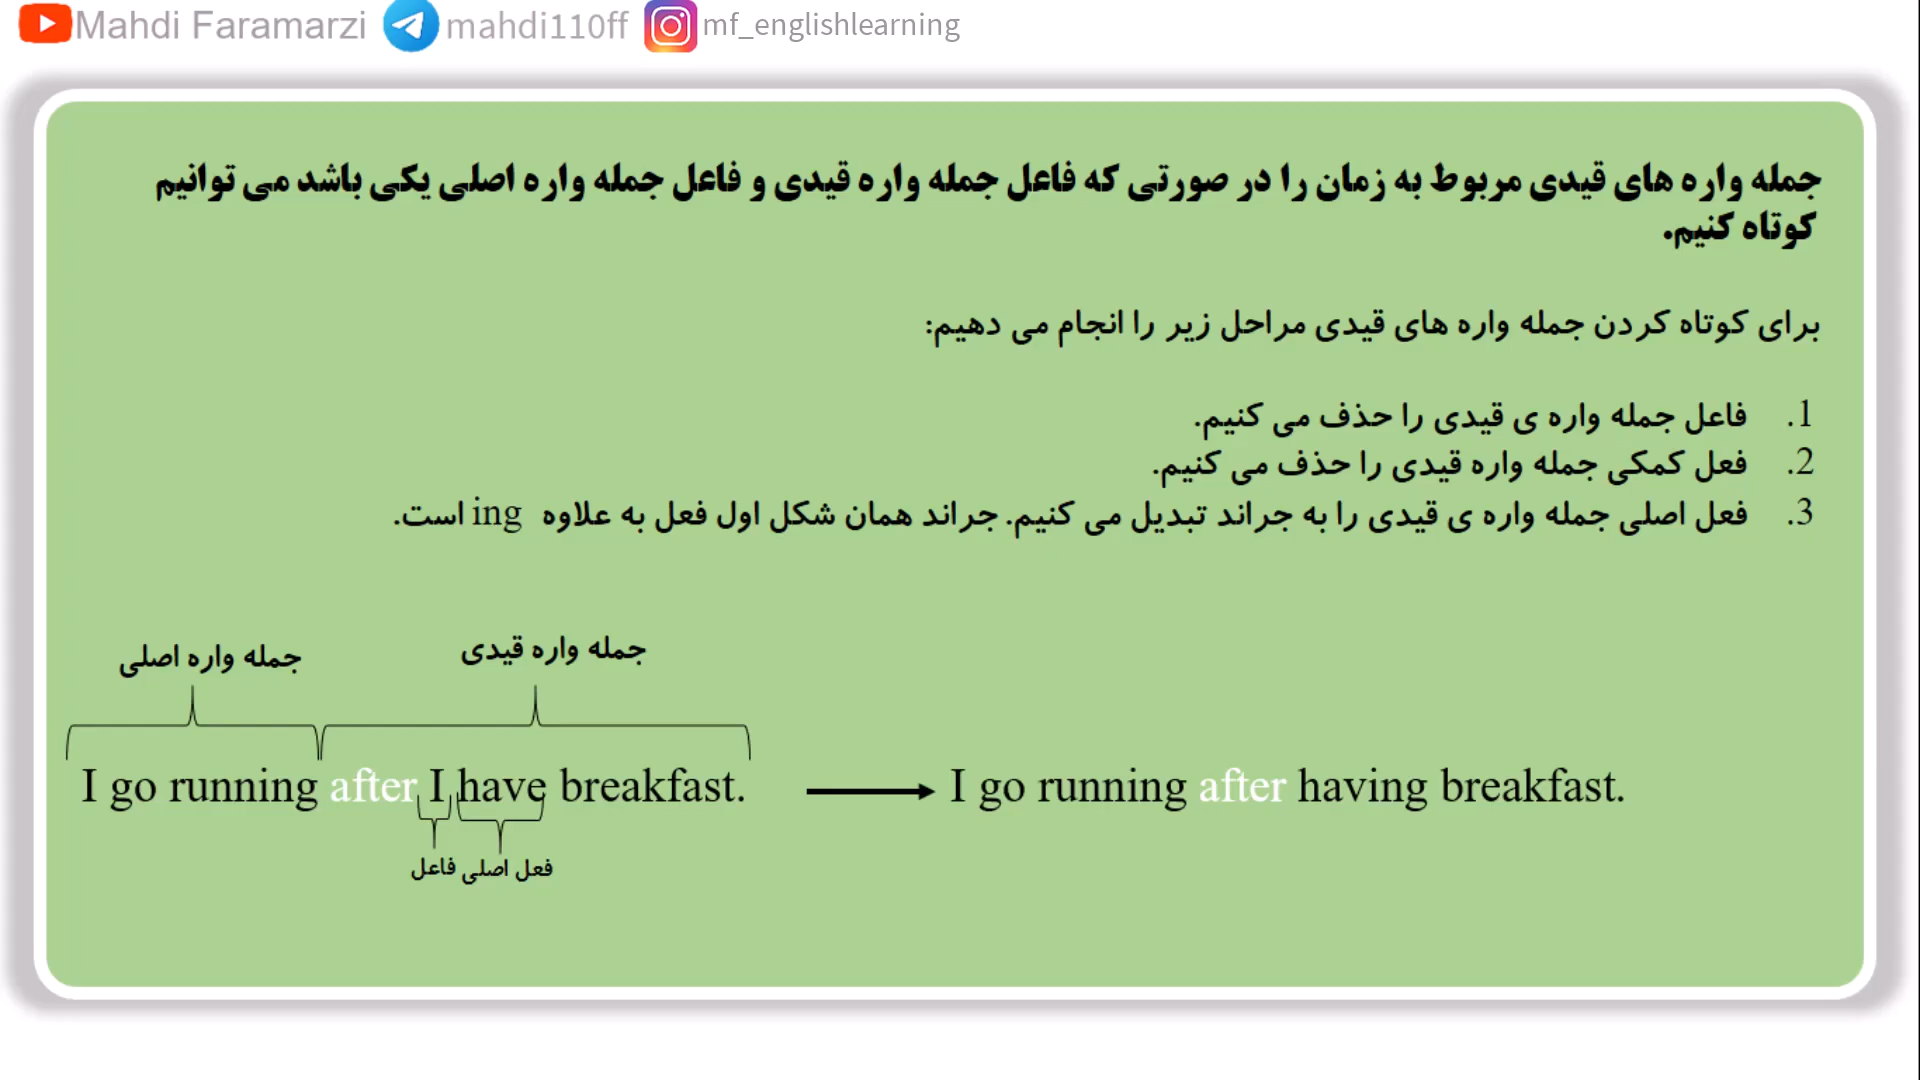 Mahdi Faramarzi mahdi110ff mf_englishlearning
جمله واره های قیدی مربوط به زمان را در صورتی که فاعل جمله واره قیدی و فاعل جمله واره اصلی یکی باشد می توانیم
کوتاه کنیم.
برای کوتاه کردن جمله واره های قیدی مراحل زیر را انجام می دهیم:
1. فاعل جمله واره ی قیدی را حذف می کنیم.
2. فعل کمکی جمله واره قیدی را حذف می کنیم.
3. فعل اصلی جمله واره ی قیدی را به جراند تبدیل می کنیم. جراند همان شکل اول فعل به علاوه ing است.
جمله واره اصلی
جمله واره قیدی
I go running after I have breakfast.
I go running after having breakfast.
فاعل
فعل اصلی